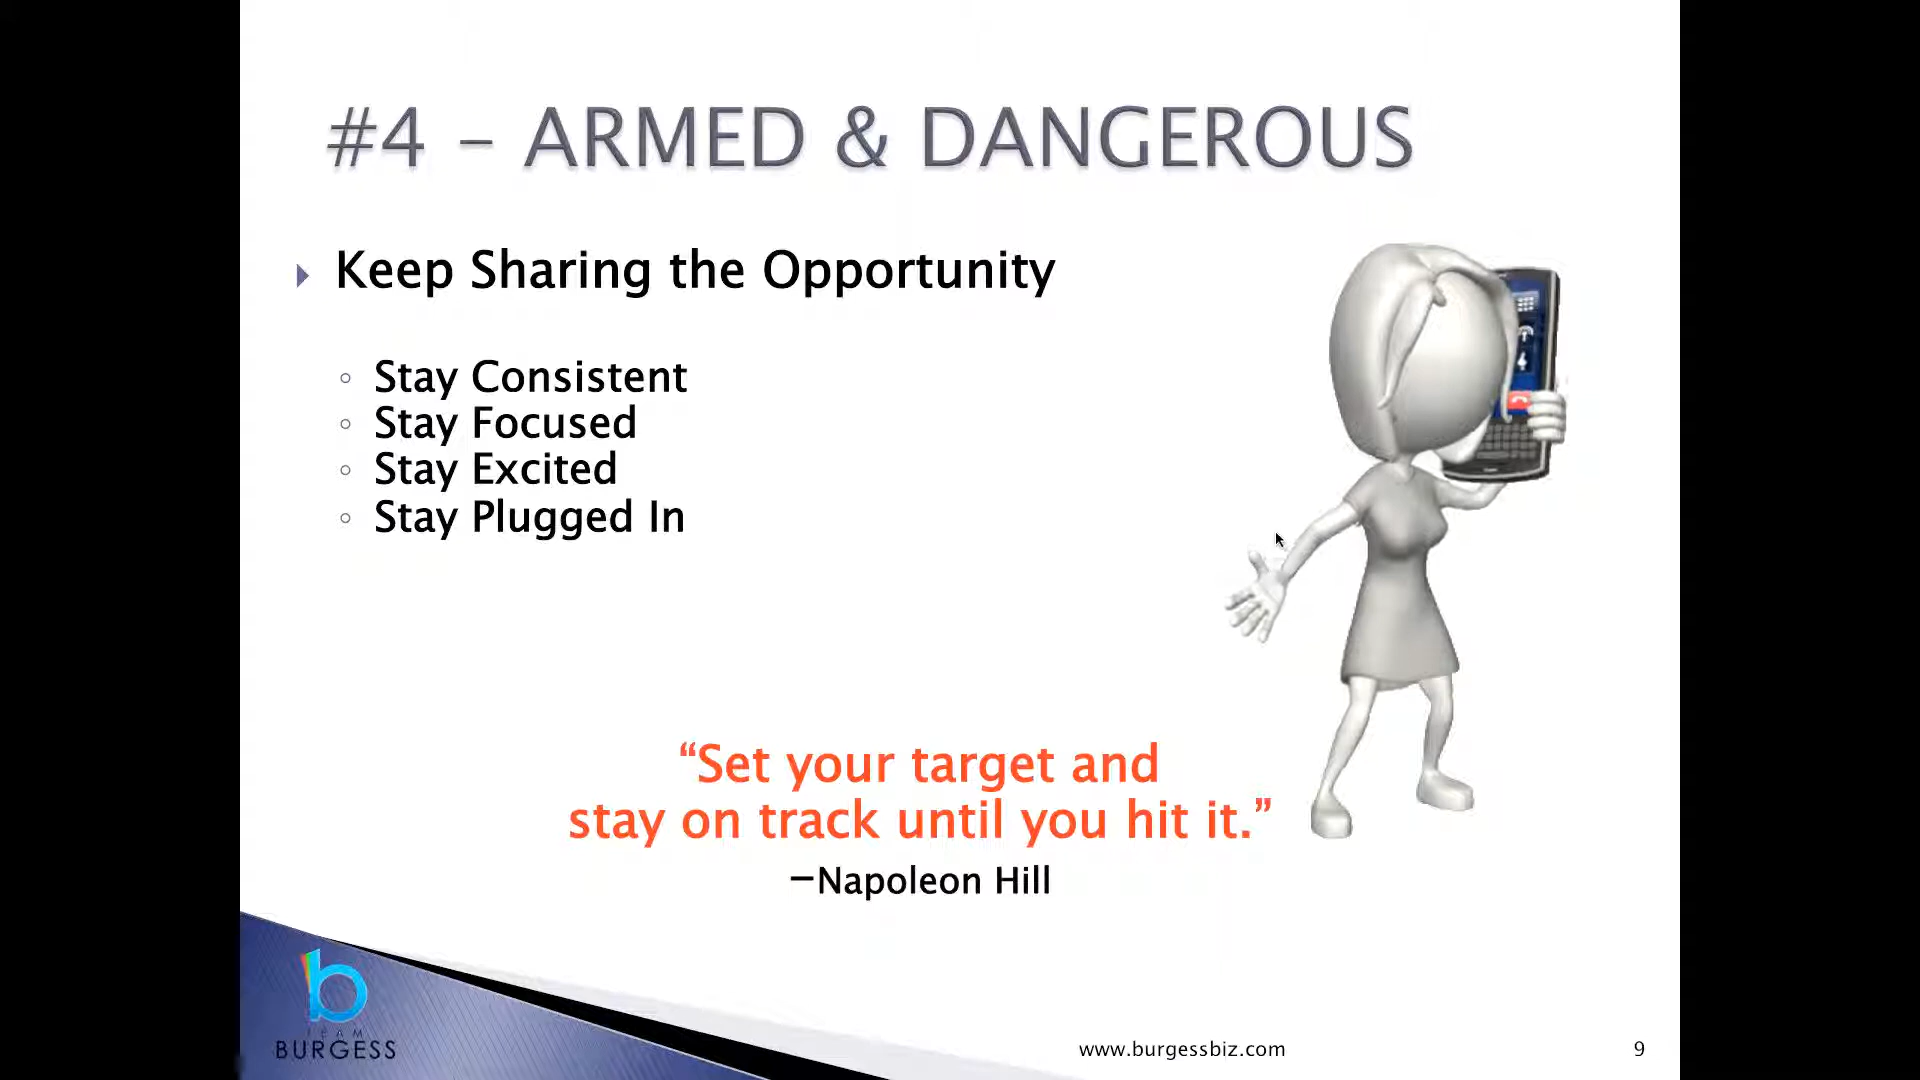 #4 – ARMED & DANGEROUS
Keep Sharing the Opportunity
Stay Consistent
Stay Focused
Stay Excited
Stay Plugged In
“Set your target and
stay on track until you hit it.”
–Napoleon Hill
b
TEAM
BURGESS
www.burgessbiz.com
9